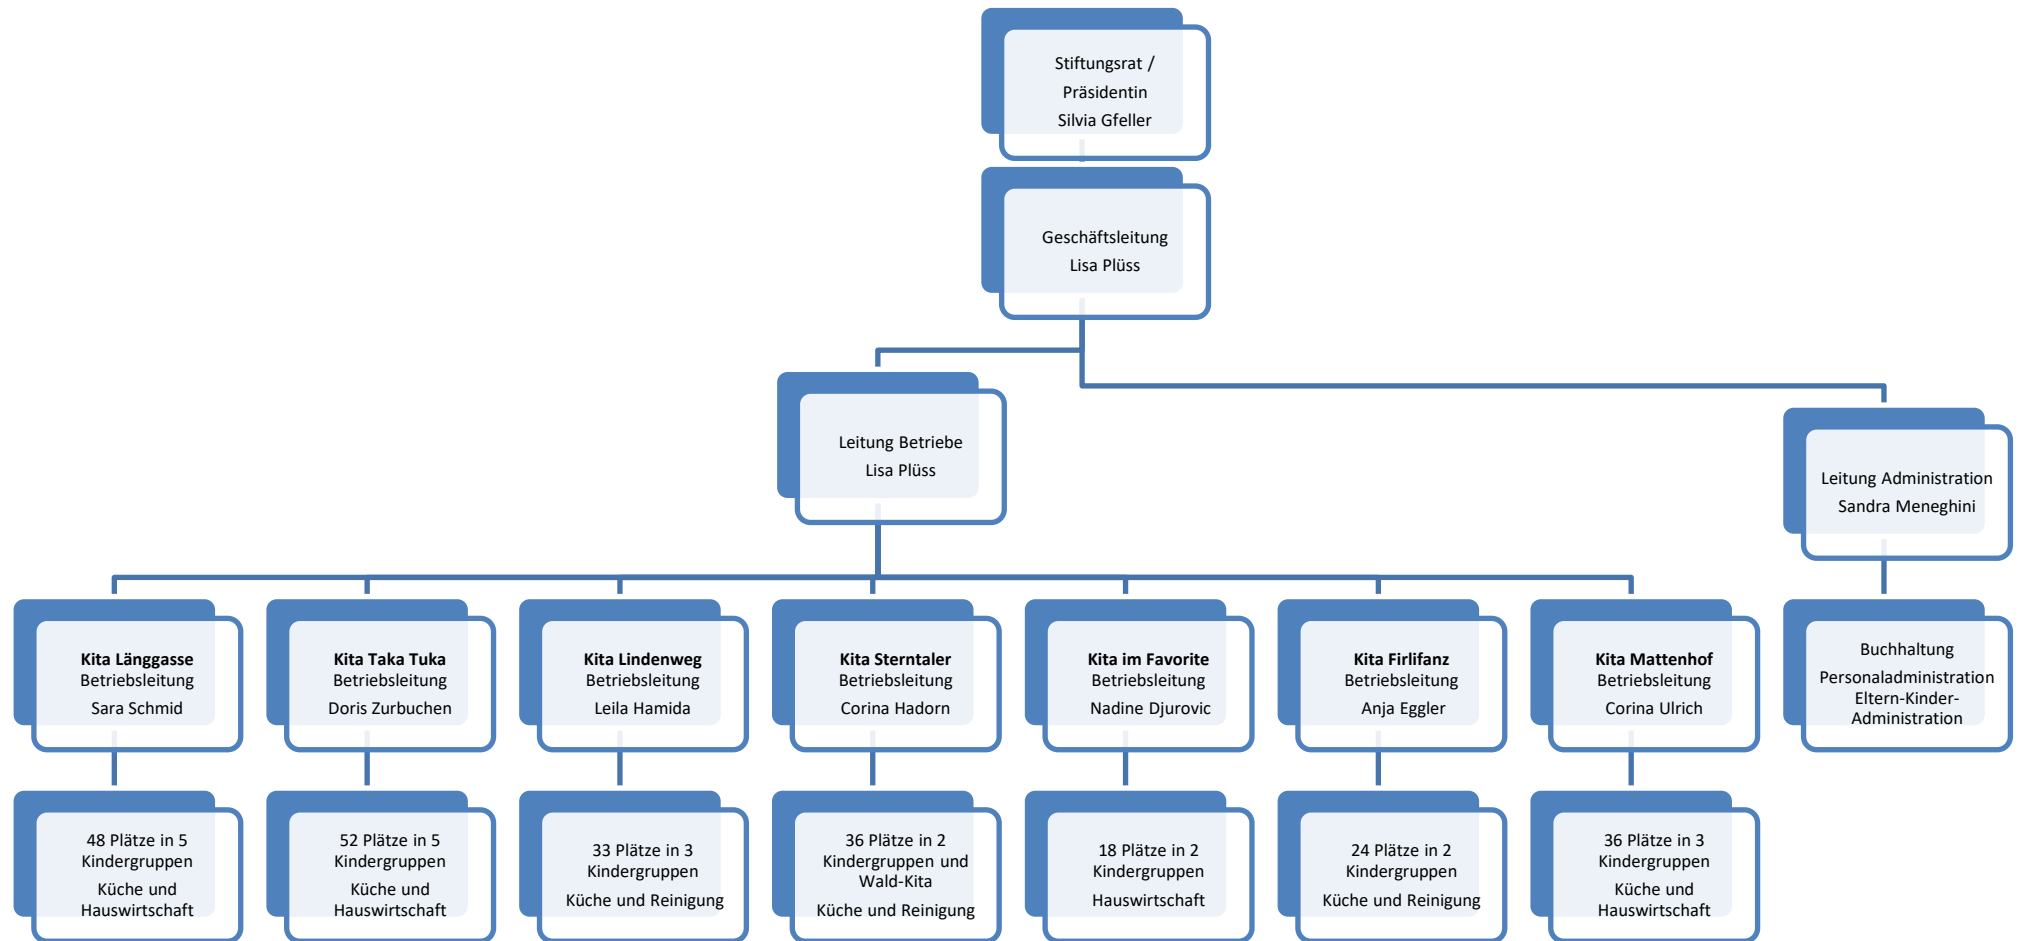 Stiftungsrat /
Präsidentin
Silvia Gfeller
Geschäftsleitung
Lisa Plüss
Leitung Betriebe
Lisa Plüss
Leitung Administration
Sandra Meneghini
Kita Länggasse
Betriebsleitung
Sara Schmid
Kita Taka Tuka
Betriebsleitung
Doris Zurbuchen
Kita Lindenweg
Betriebsleitung
Leila Hamida
Kita Sterntaler
Betriebsleitung
Corina Hadorn
Kita im Favorite
Betriebsleitung
Nadine Djurovic
Kita Firlifanz
Betriebsleitung
Anja Eggler
Kita Mattenhof
Betriebsleitung
Corina Ulrich
Buchhaltung
Personaladministration
Eltern-Kinder-
Administration
48 Plätze in 5
Kindergruppen
Küche und
Hauswirtschaft
52 Plätze in 5
Kindergruppen
Küche und
Hauswirtschaft
33 Plätze in 3
Kindergruppen
Küche und Reinigung
36 Plätze in 2
Kindergruppen und
Wald-Kita
Küche und Reinigung
18 Plätze in 2
Kindergruppen
Hauswirtschaft
24 Plätze in 2
Kindergruppen
Küche und Reinigung
36 Plätze in 3
Kindergruppen
Küche und
Hauswirtschaft